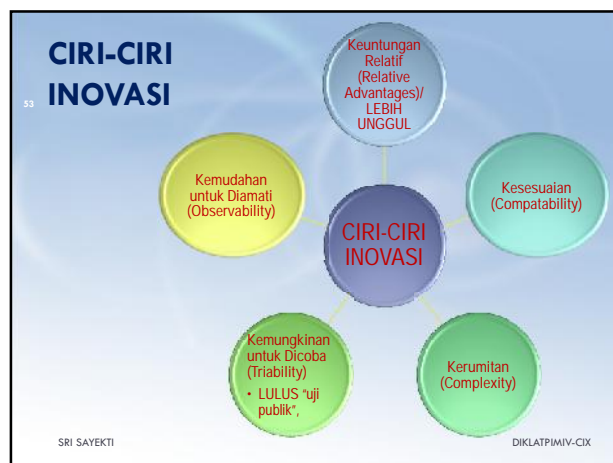 CIRI-CIRI
INOVASI
53
Keuntungan
Relatif
(Relative
Advantages)/
LEBIH
UNGGUL
Kemudahan
untuk Diamati
(Observability)
Kesesuaian
(Compatability)
CIRI-CIRI
INOVASI
Kemungkinan
untuk Dicoba
(Triability)
• LULUS "uji
publik",
Kerumitan
(Complexity)
SRI SAYEKTI
DIKLATPIMIV-CIX